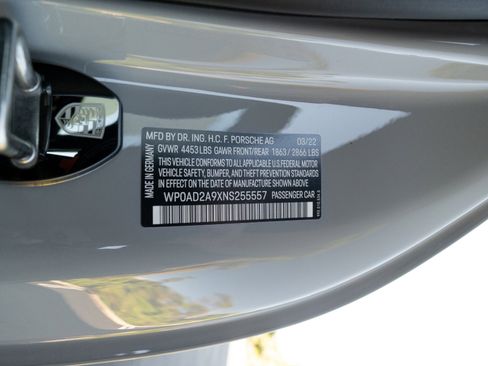 MFD BY DR. ING. H.C. F. PORSCHE AG 03/22
GVWR 4453 LBS GAWR FRONT/REAR 1863 / 2866 LBS
THIS VEHICLE CONFORMS TO ALL APPLICABLE U.S. FEDERAL MOTOR
VEHICLE SAFETY, BUMPER, AND THEFT PREVENTION STANDARDS IN
EFFECT ON THE DATE OF MANUFACTURE SHOWN ABOVE.
WP0AD2A9XNS255557 PASSENGER CAR
MADE IN GERMANY